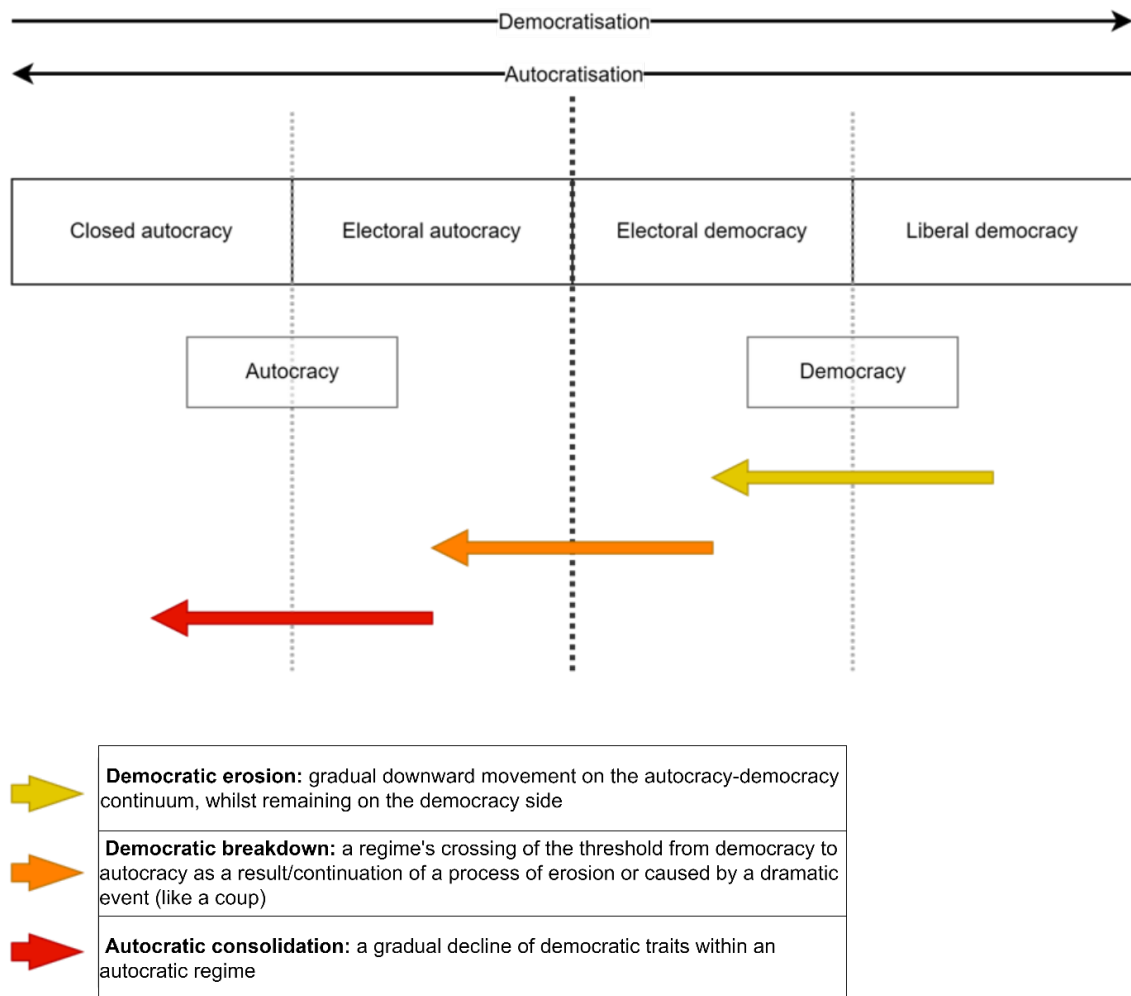 Democratisation
Autocratisation
Closed autocracy
Electoral autocracy
Electoral democracy
Liberal democracy
Autocracy
Democracy
Democratic erosion: gradual downward movement on the autocracy-democracy
continuum, whilst remaining on the democracy side
Democratic breakdown: a regime's crossing of the threshold from democracy to
autocracy as a result/continuation of a process of erosion or caused by a dramatic
event (like a coup)
Autocratic consolidation: a gradual decline of democratic traits within an
autocratic regime